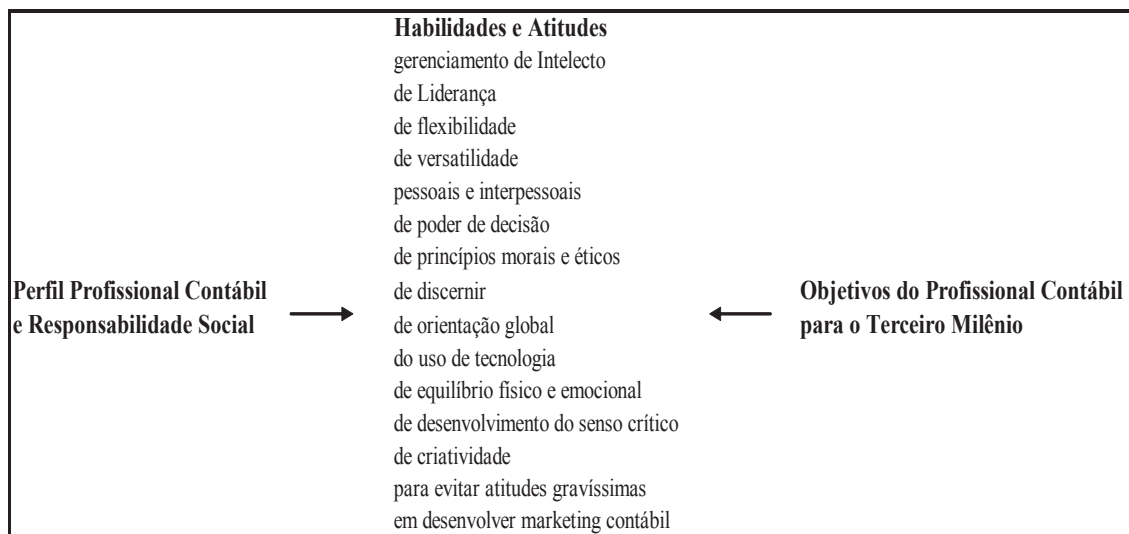 Habilidades e Atitudes
gerenciamento de Intelecto
de Liderança
de flexibilidade
de versatilidade
pessoais e interpessoais
de poder de decisão
de princípios morais e éticos
Perfil Profissional Contábil
e Responsabilidade Social
de discernir
de orientação global
do uso de tecnologia
de equilíbrio físico e emocional
de desenvolvimento do senso crítico
de criatividade
para evitar atitudes gravíssimas
em desenvolver marketing contábil
Objetivos do Profissional Contábil
para o Terceiro Milênio